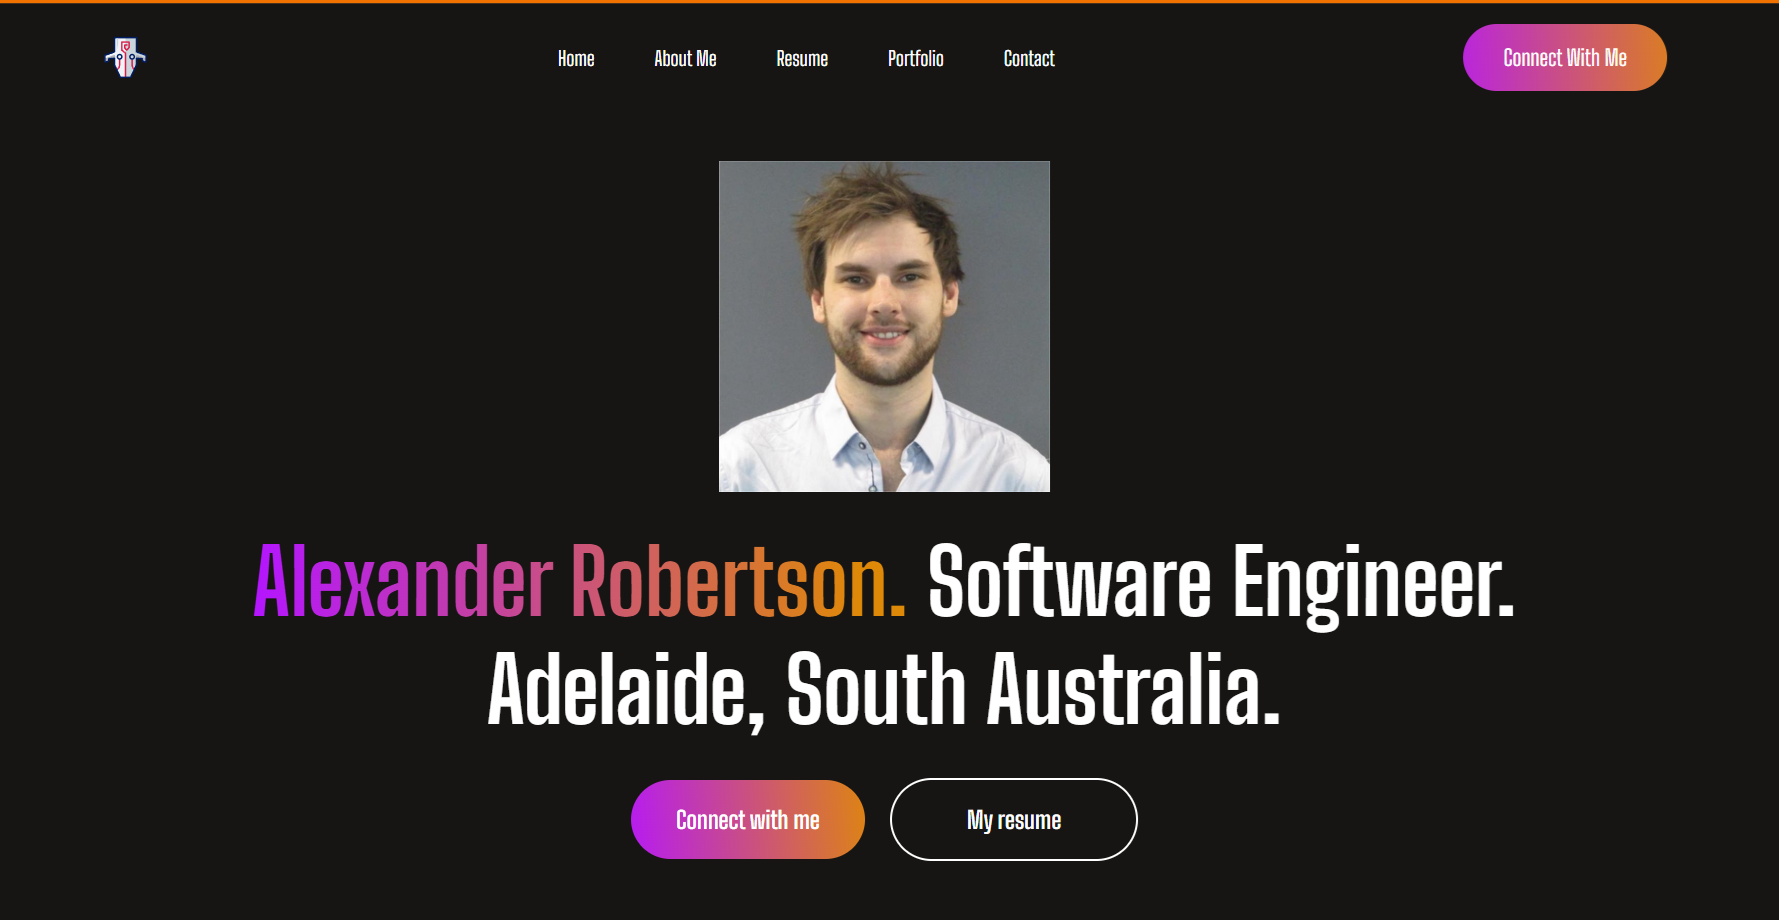 Home About Me Resume Portfolio Contact Connect With Me
Alexander Robertson. Software Engineer.
Adelaide, South Australia.
Connect with me My resume